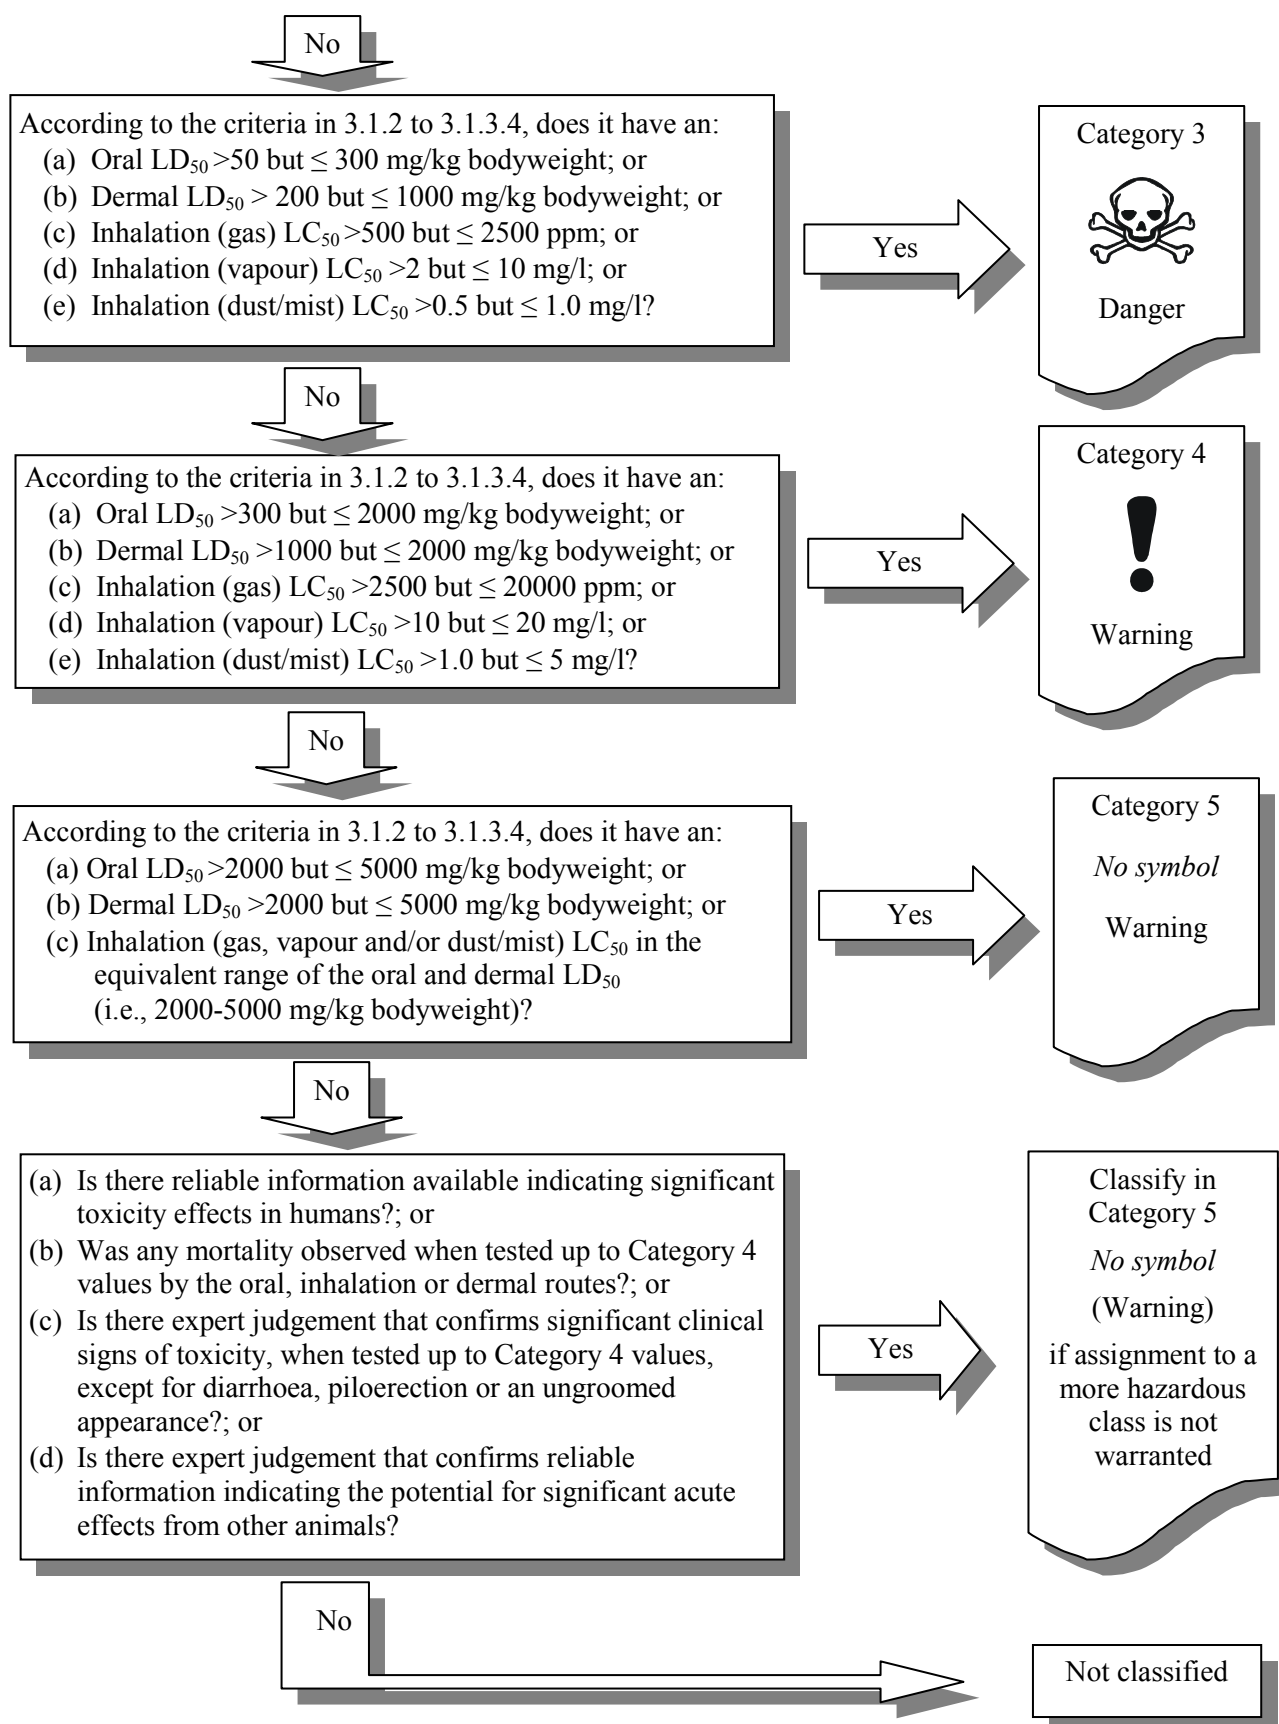 No
According to the criteria in 3.1.2 to 3.1.3.4, does it have an:
(a) Oral LD50 >50 but ≤ 300 mg/kg bodyweight; or
(b) Dermal LD50 > 200 but ≤ 1000 mg/kg bodyweight; or
(c) Inhalation (gas) LC50 >500 but ≤ 2500 ppm; or
(d) Inhalation (vapour) LC50 >2 but ≤ 10 mg/l; or
(e) Inhalation (dust/mist) LC50 >0.5 but ≤ 1.0 mg/l?
Yes
Category 3
Danger
No
According to the criteria in 3.1.2 to 3.1.3.4, does it have an:
(a) Oral LD50 >300 but ≤ 2000 mg/kg bodyweight; or
(b) Dermal LD50 >1000 but ≤ 2000 mg/kg bodyweight; or
(c) Inhalation (gas) LC50 >2500 but ≤ 20000 ppm; or
(d) Inhalation (vapour) LC50 >10 but ≤ 20 mg/l; or
(e) Inhalation (dust/mist) LC50 >1.0 but ≤ 5 mg/l?
Yes
Category 4
Warning
No
According to the criteria in 3.1.2 to 3.1.3.4, does it have an:
(a) Oral LD50 >2000 but ≤ 5000 mg/kg bodyweight; or
(b) Dermal LD50 >2000 but ≤ 5000 mg/kg bodyweight; or
(c) Inhalation (gas, vapour and/or dust/mist) LC50 in the
equivalent range of the oral and dermal LD50
(i.e., 2000-5000 mg/kg bodyweight)?
Yes
Category 5
No symbol
Warning
No
(a) Is there reliable information available indicating significant
toxicity effects in humans?; or
(b) Was any mortality observed when tested up to Category 4
values by the oral, inhalation or dermal routes?; or
(c) Is there expert judgement that confirms significant clinical
signs of toxicity, when tested up to Category 4 values,
except for diarrhoea, piloerection or an ungroomed
appearance?; or
(d) Is there expert judgement that confirms reliable
information indicating the potential for significant acute
effects from other animals?
Yes
Classify in
Category 5
No symbol
(Warning)
if assignment to a
more hazardous
class is not
warranted
No
Not classified